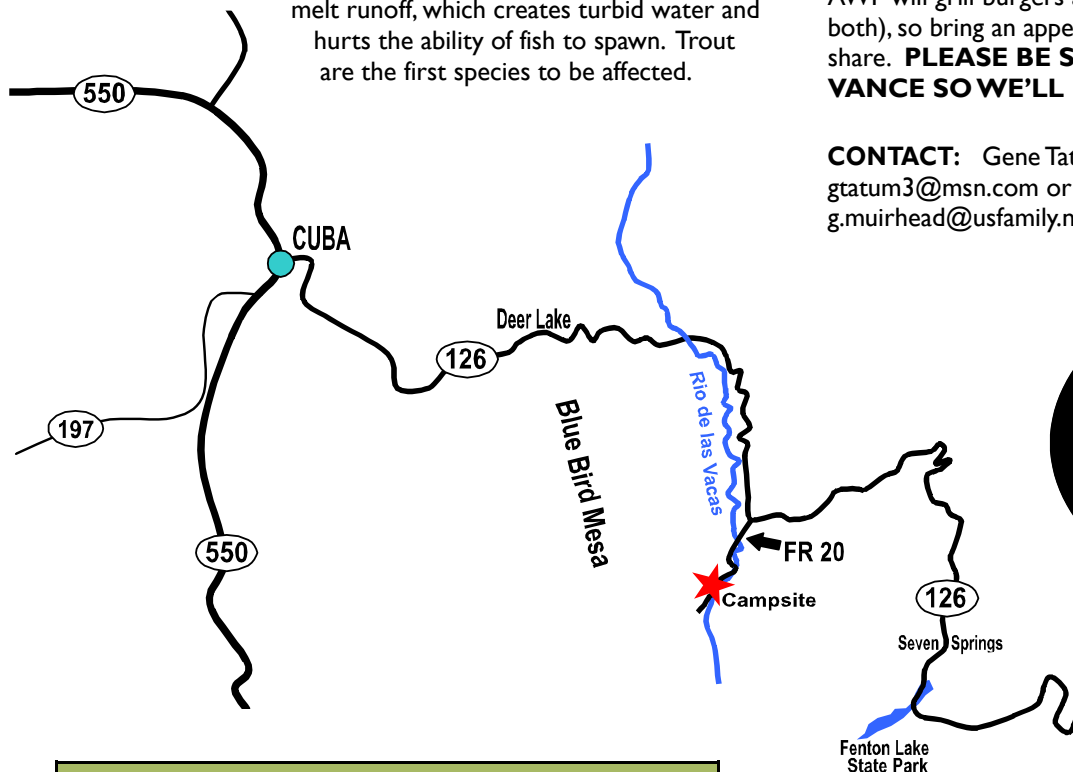 melt runoff, which creates turbid water and
hurts the ability of fish to spawn. Trout
are the first species to be affected.
both), so bring an appe
share. PLEASE BE S
VANCE SO WE'LL
CONTACT: Gene Tat
gtatum3@msn.com or
g.muirhead@usfamily.n
550
CUBA
Deer Lake
126
Rio de las Vacas
Blue Bird Mesa
197
550
FR 20
Campsite
126
Seven Springs
Fenton Lake
State Park